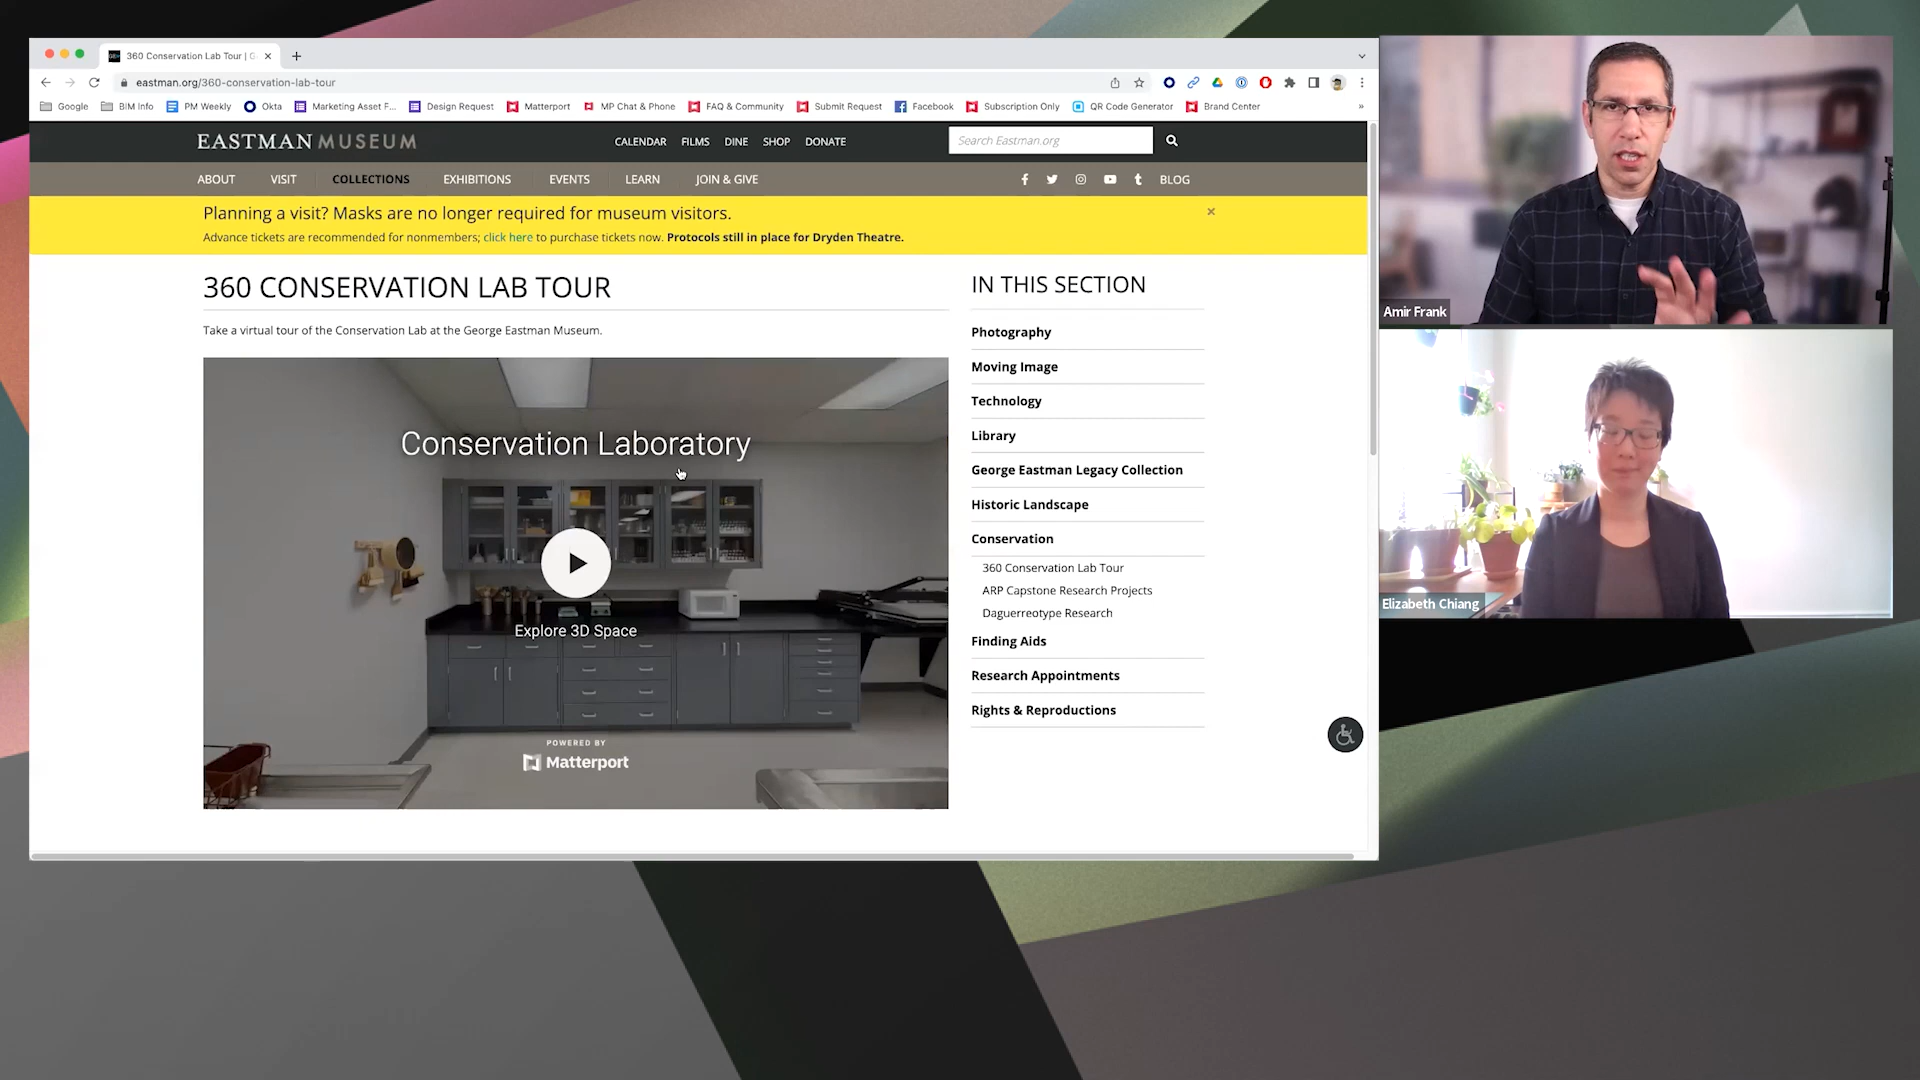 360 Conservation Lab Tour | G
eastman.org/360-conservation-lab-tour
Google BIM Info PM Weekly Okta Marketing Asset F... Design Request Matterport MP Chat & Phone FAQ & Community Submit Request Facebook Subscription Only QR Code Generator Brand Center »
EASTMAN MUSEUM
CALENDAR FILMS DINE SHOP DONATE
Search Eastman.org
ABOUT VISIT COLLECTIONS EXHIBITIONS EVENTS LEARN JOIN & GIVE BLOG
Planning a visit? Masks are no longer required for museum visitors.
Advance tickets are recommended for nonmembers; click here to purchase tickets now. Protocols still in place for Dryden Theatre.
360 CONSERVATION LAB TOUR
Take a virtual tour of the Conservation Lab at the George Eastman Museum.
Conservation Laboratory
Explore 3D Space
POWERED BY
Matterport
IN THIS SECTION
Photography
Moving Image
Technology
Library
George Eastman Legacy Collection
Historic Landscape
Conservation
360 Conservation Lab Tour
ARP Capstone Research Projects
Daguerreotype Research
Finding Aids
Research Appointments
Rights & Reproductions
Amir Frank
Elizabeth Chiang